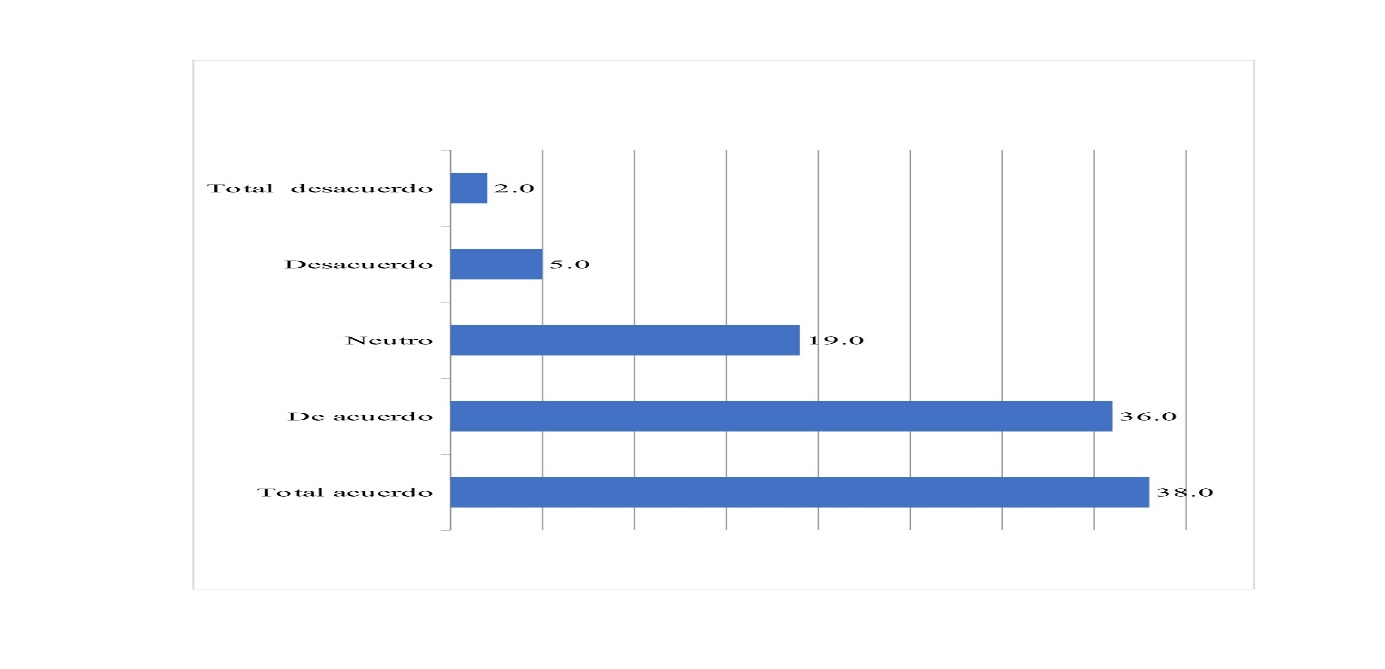 Total desacuerdo 2.0
Desacuerdo 5.0
Neutro 19.0
De acuerdo 36.0
Total acuerdo 38.0